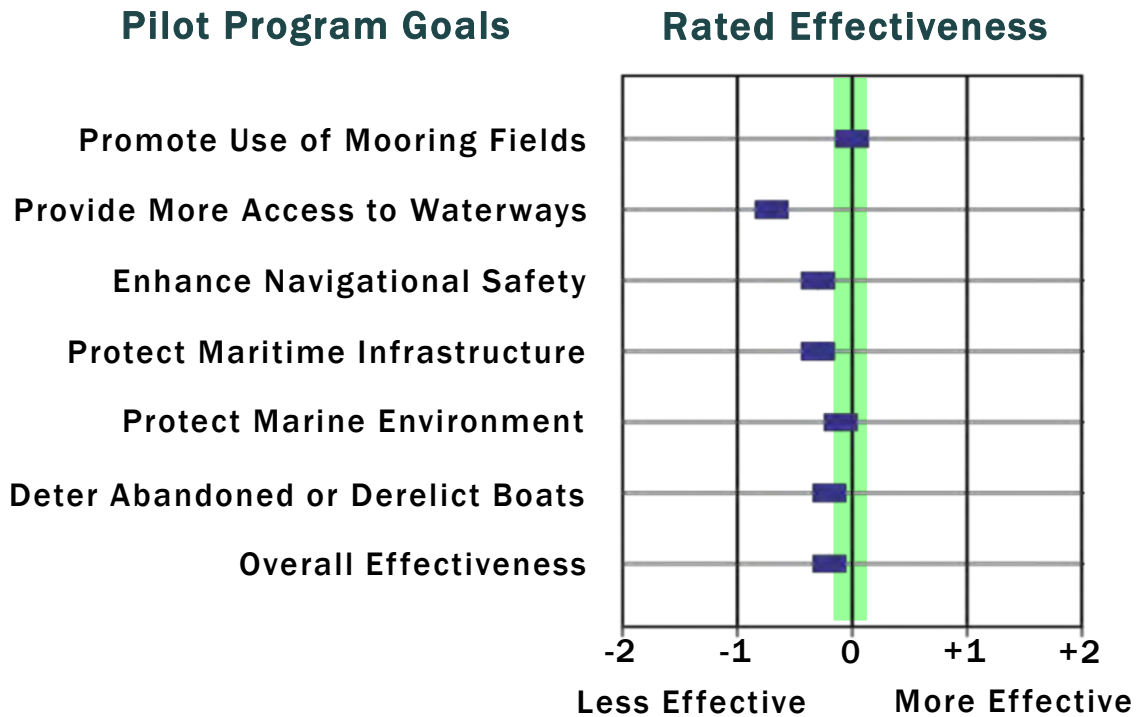 Pilot Program Goals
Rated Effectiveness
Promote Use of Mooring Fields
Provide More Access to Waterways
Enhance Navigational Safety
Protect Maritime Infrastructure
Protect Marine Environment
Deter Abandoned or Derelict Boats
Overall Effectiveness
-2 -1 0 +1 +2
Less Effective More Effective